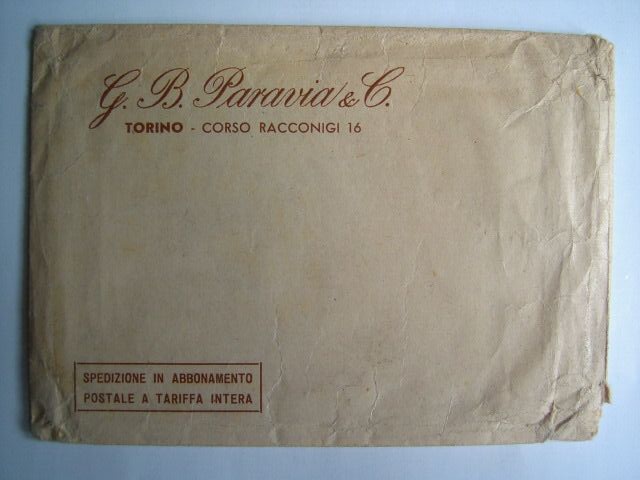 G. B. Paravia & C.
TORINO - CORSO RACCONIGI 16
SPEDIZIONE IN ABBONAMENTO
POSTALE A TARIFFA INTERA